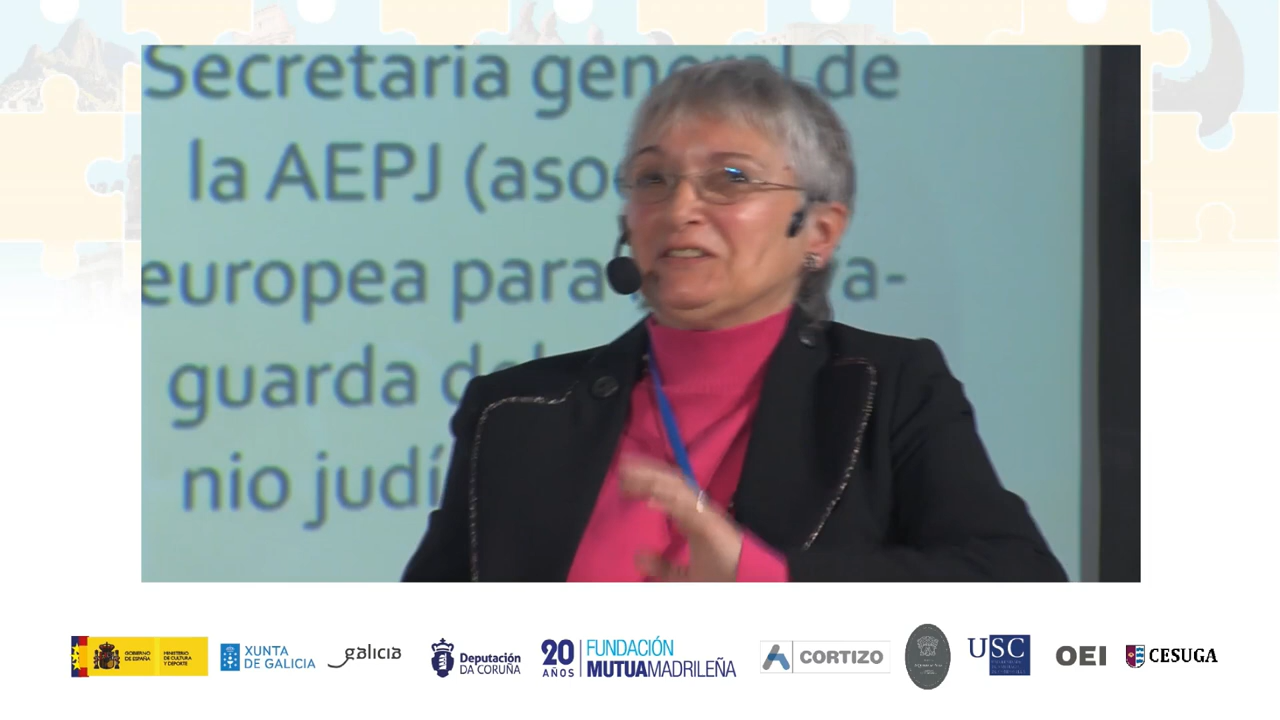 Secretaria general de
la AEPJ (aso
europea para
a-
guarda del
nio judí
GOBIERNO
DE ESPAÑA
MINISTERIO
DE CULTURA
Y DEPORTE
XUNTA
DE GALICIA
galicia
Deputación
DA CORUÑA
20
AÑOS
FUNDACIÓN
MUTUAMADRILEÑA
CORTIZO
USC
OEI
CESUGA